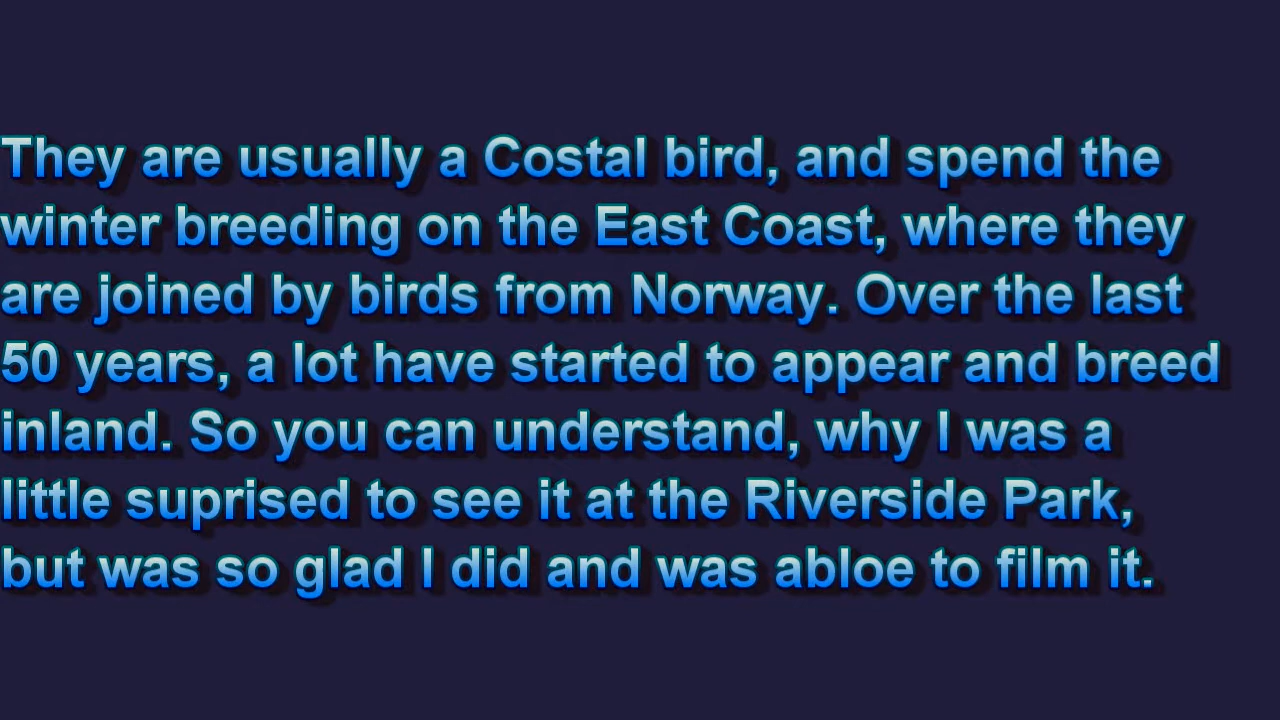 They are usually a Costal bird, and spend the
winter breeding on the East Coast, where they
are joined by birds from Norway. Over the last
50 years, a lot have started to appear and breed
inland. So you can understand, why I was a
little suprised to see it at the Riverside Park,
but was so glad I did and was abloe to film it.